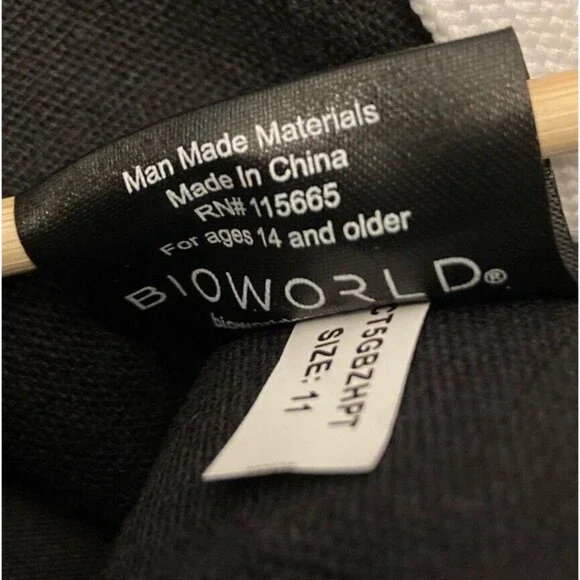 Man Made Materials
Made In China
RN# 115665
For ages 14 and older
BIOWORLD®
SIZE: 11